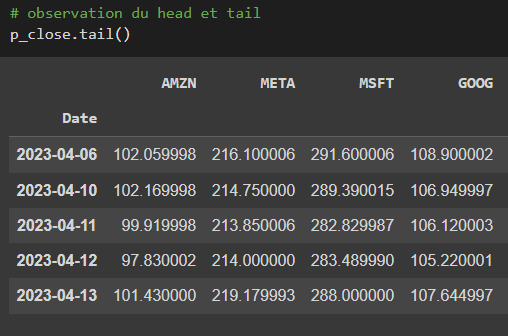 # observation du head et tail
p_close.tail()
AMZN META MSFT GOOG
Date
2023-04-06 102.059998 216.100006 291.600006 108.900002
2023-04-10 102.169998 214.750000 289.390015 106.949997
2023-04-11 99.919998 213.850006 282.829987 106.120003
2023-04-12 97.830002 214.000000 283.489990 105.220001
2023-04-13 101.430000 219.179993 288.000000 107.644997